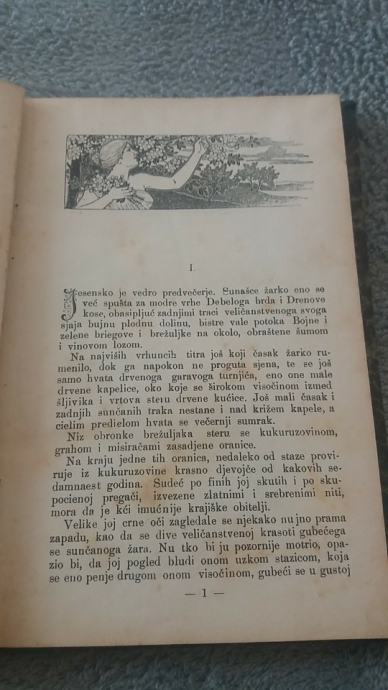 I.
Jesensko je vedro predvečerje. Sunašce žarko eno se
već spušta za modre vrhe Debeloga brda i Drenove
kose, obasipljuć zadnjimi traci veličanstvenoga svoga
sjaja bujnu plodnu dolinu, bistre vale potoka Bojne i
zelene briegove i brežuljke na okolo, obraštene šumom
i vinovom lozom.
Na najviših vrhuncih titra još koji časak žarko ru-
menilo, dok ga napokon ne proguta sjena, te se još
samo hvata drvenoga garavoga turnjića, eno one male
drvene kapelice, oko koje se širokom visočinom izmed
šljivika i vrtova steru drvene kućice. Još mali časak i
zadnjih sunčanih traka nestane i nad križem kapele, a
cielim predielom hvata se večernji sumrak.
Niz obronke brežuljaka steru se kukuruzovinom,
grahom i misiračami zasadjene oranice.
Na kraju jedne tih oranica, nedaleko od staze provi-
ruje iz kukuruzovine krasno djevojče od kakovih se-
damnaest godina. Sudeć po finih joj skutih i po sku-
pocienoj pregači, izvezene zlatnimi i srebrenimi niti,
mora da je kći imućnije krajiške obitelji.
Velike joj crne oči zagledale se njekako nujno prama
zapadu, kao da se dive veličanstvenoj krasoti gubećega
se sunčanoga žara. Nu tko bi ju pozornije motrio, opa-
zio bi, da joj pogled bludi onom uzkom stazicom, koja
se eno penje drugom onom visočinom, gubeći se u gustoj
— 1 —